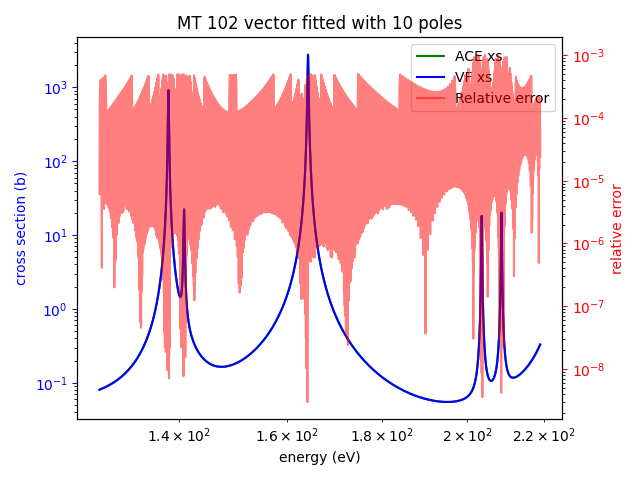 MT 102 vector fitted with 10 poles
ACE xs
VF xs
Relative error
10³
10²
10¹
10⁰
10⁻¹
cross section (b)
10⁻³
10⁻⁴
10⁻⁵
10⁻⁶
10⁻⁷
10⁻⁸
relative error
1.4 × 10² 1.6 × 10² 1.8 × 10² 2 × 10² 2.2 × 10²
energy (eV)